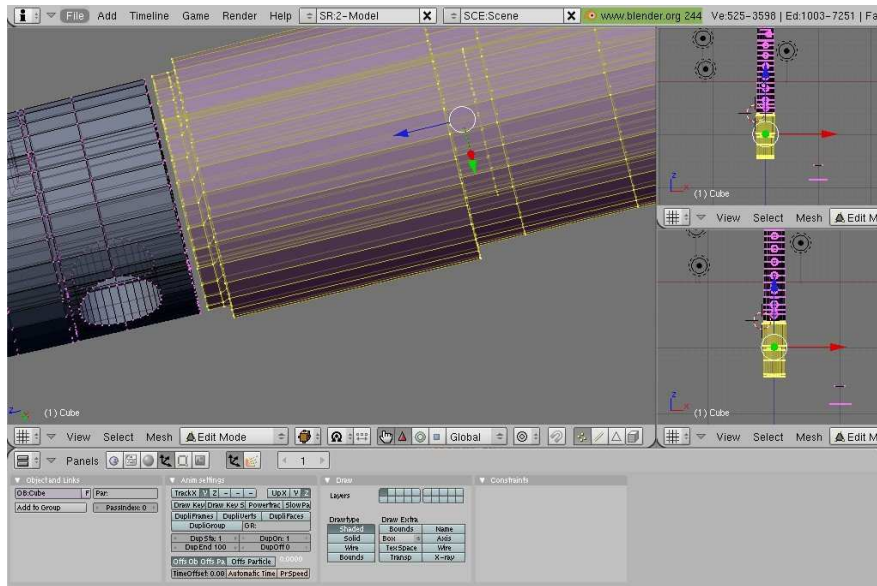 File Add Timeline Game Render Help SR:2-Model SCE:Scene www.blender.org 244 Ve:525-3598 | Ed:1003-7251 | Fa
(1) Cube
View Select Mesh Edit M
(1) Cube
View Select Mesh Edit M
(1) Cube
View Select Mesh Edit Mode Global
Panels 1
Object and Links
OB:Cube F Par:
Add to Group PassIndex: 0
Anim settings
TrackX Y Z - - - UpX Y Z
Draw Key Draw Key S Powertrac SlowPa
DupliFrames DupliVerts DupliFaces
DupliGroup GR:
DupSta: 1 DupOn: 1
DupEnd 100 DupOff 0
Offs Ob Offs Pa Offs Particle 0.0000
TimeOffset: 0.00 Automatic Time PrSpeed
Draw
Layers
Drawtype Draw Extra
Shaded Bounds Name
Solid Box Axis
Wire TexSpace Wire
Bounds Transp X-ray
Constraints